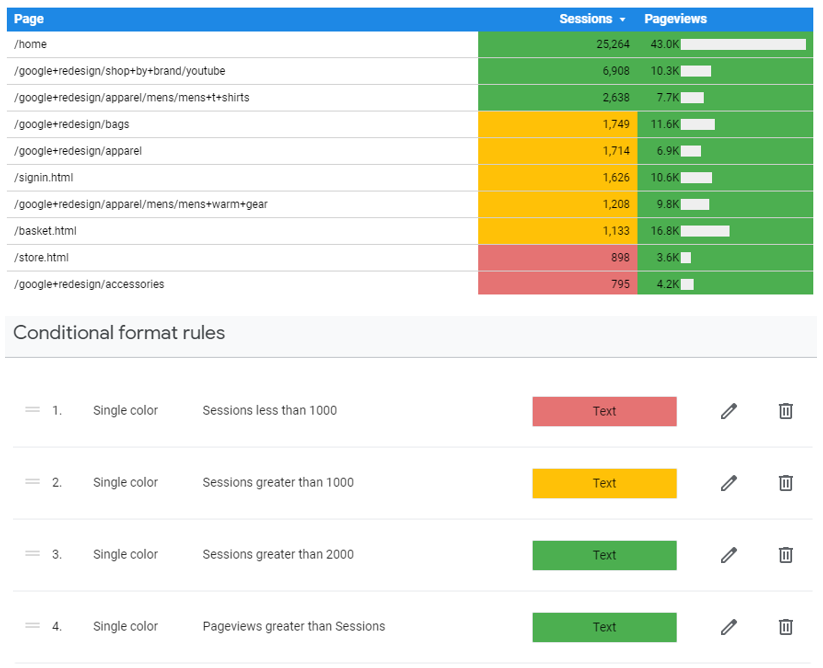 Page Sessions Pageviews
/home 25,264 43.0K
/google+redesign/shop+by+brand/youtube 6,908 10.3K
/google+redesign/apparel/mens/mens+t+shirts 2,638 7.7K
/google+redesign/bags 1,749 11.6K
/google+redesign/apparel 1,714 6.9K
/signin.html 1,626 10.6K
/google+redesign/apparel/mens/mens+warm+gear 1,208 9.8K
/basket.html 1,133 16.8K
/store.html 898 3.6K
/google+redesign/accessories 795 4.2K
Conditional format rules
1. Single color Sessions less than 1000 Text
2. Single color Sessions greater than 1000 Text
3. Single color Sessions greater than 2000 Text
4. Single color Pageviews greater than Sessions Text